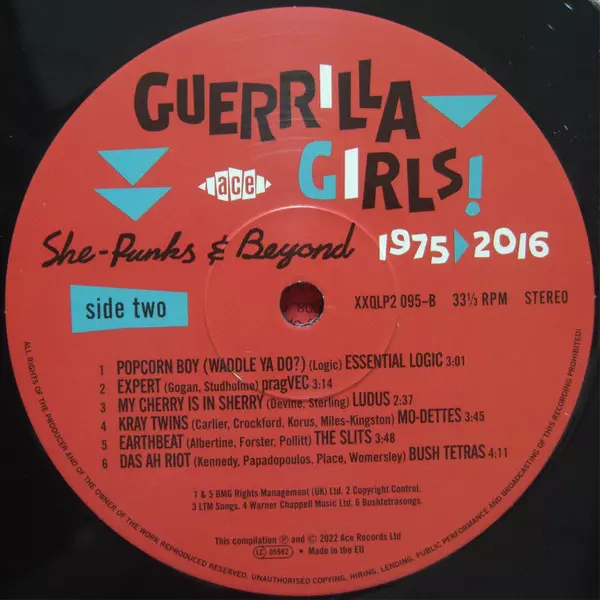 GUERRILLA
GIRLS!
ace
She-Punks & Beyond 1975 2016
side two
XXQLP2 095-B 33⅓ RPM STEREO
1 POPCORN BOY (WADDLE YA DO?) (Logic) ESSENTIAL LOGIC 3:01
2 EXPERT (Gogan, Studholme) pragVEC 3:14
3 MY CHERRY IS IN SHERRY (Devine, Sterling) LUDUS 2:37
4 KRAY TWINS (Carlier, Crockford, Korus, Miles-Kingston) MO-DETTES 3:45
5 EARTHBEAT (Albertine, Forster, Pollitt) THE SLITS 3:48
6 DAS AH RIOT (Kennedy, Papadopoulos, Place, Womersley) BUSH TETRAS 4:11
1 & 5 BMG Rights Management (UK) Ltd. 2 Copyright Control.
3 LTM Songs. 4 Warner Chappell Music Ltd. 6 Bushtetrasongs.
This compilation Ⓟ and © 2022 Ace Records Ltd
LC 05982 • Made in the EU
ALL RIGHTS OF THE PRODUCER AND OF THE OWNER OF THE WORK REPRODUCED RESERVED. UNAUTHORISED COPYING, HIRING, LENDING, PUBLIC PERFORMANCE AND BROADCASTING OF THIS RECORDING PROHIBITED!